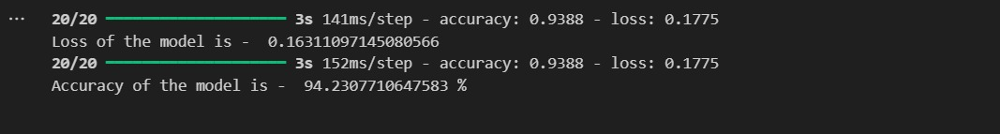 ... 20/20 ━━━━━━━━━━━━━━━━━━━━ 3s 141ms/step - accuracy: 0.9388 - loss: 0.1775
Loss of the model is -  0.16311097145080566
20/20 ━━━━━━━━━━━━━━━━━━━━ 3s 152ms/step - accuracy: 0.9388 - loss: 0.1775
Accuracy of the model is -  94.2307710647583 %